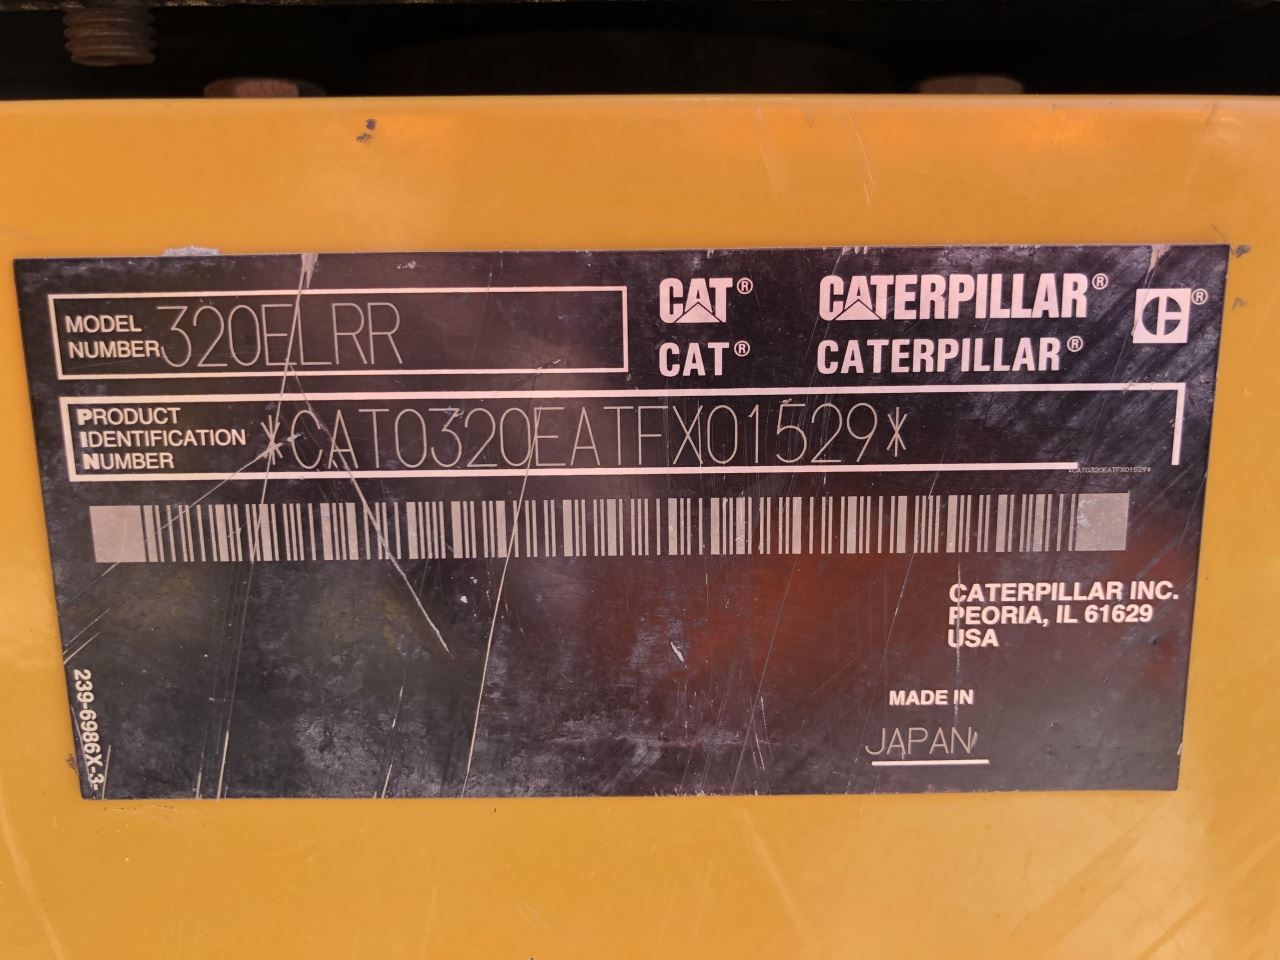 MODEL NUMBER 320ELRR
CAT® CATERPILLAR®
CAT® CATERPILLAR®
PRODUCT IDENTIFICATION NUMBER *CAT0320EATFX01529*
*CAT0320EATFX01529*
CATERPILLAR INC.
PEORIA, IL 61629
USA
MADE IN
JAPAN
239-6986X-3-